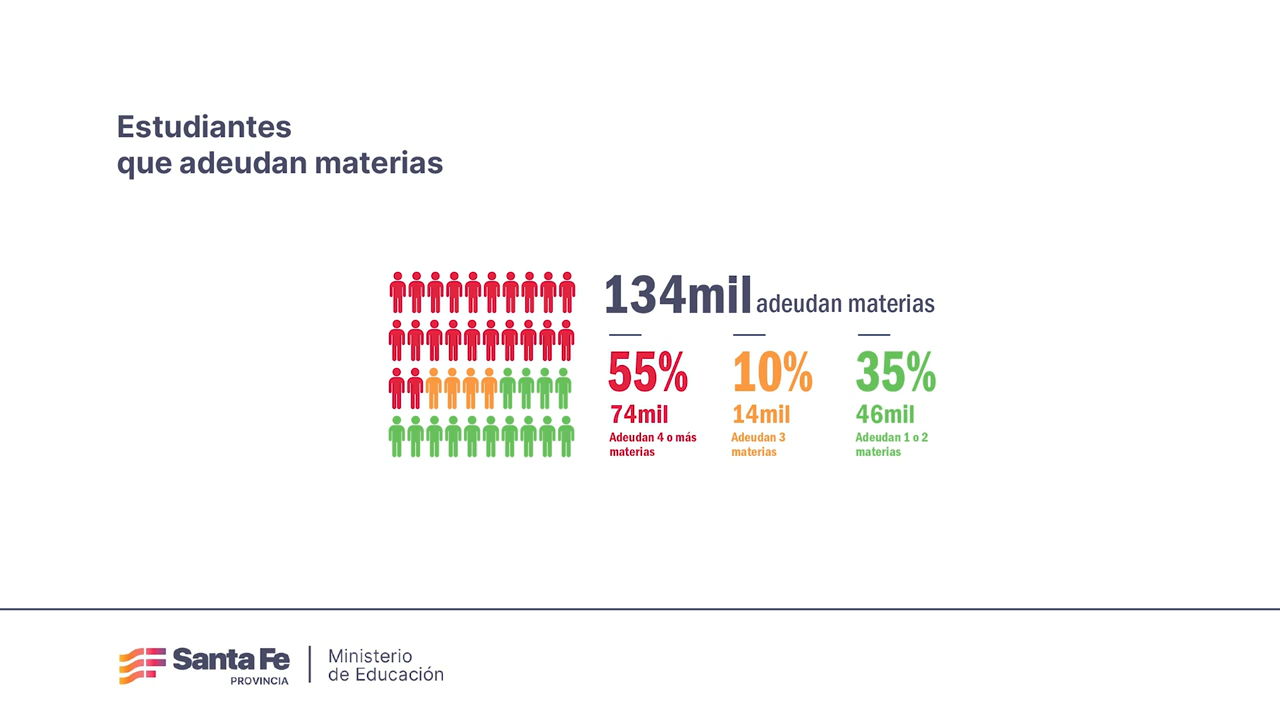 Estudiantes
que adeudan materias
134mil adeudan materias
55%
74mil
Adeudan 4 o más
materias
10%
14mil
Adeudan 3
materias
35%
46mil
Adeudan 1 o 2
materias
Santa Fe
PROVINCIA
Ministerio
de Educación